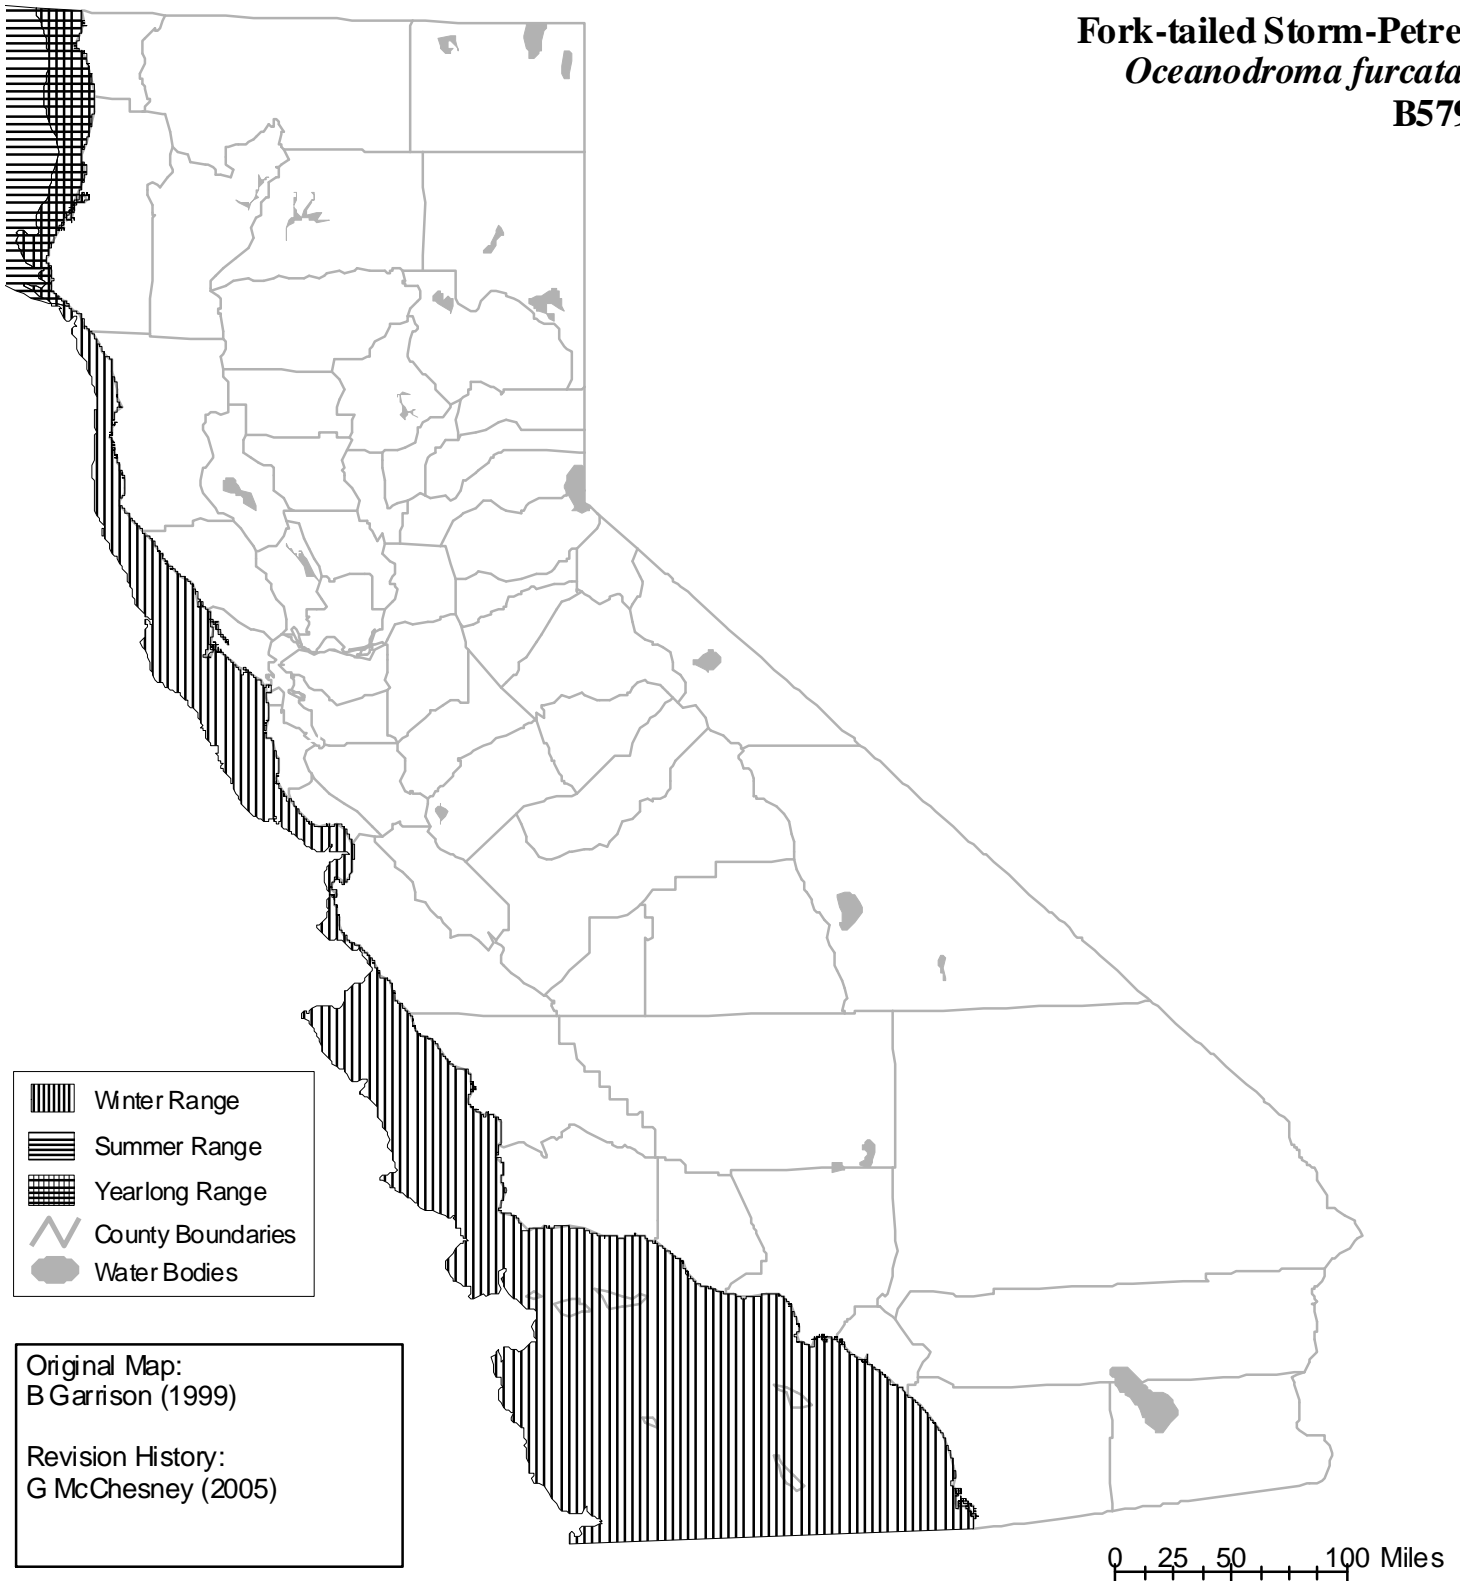 Fork-tailed Storm-Petre
Oceanodroma furcata
B579
Winter Range
Summer Range
Yearlong Range
County Boundaries
Water Bodies
Original Map:
B Garrison (1999)
Revision History:
G McChesney (2005)
0 25 50 100 Miles